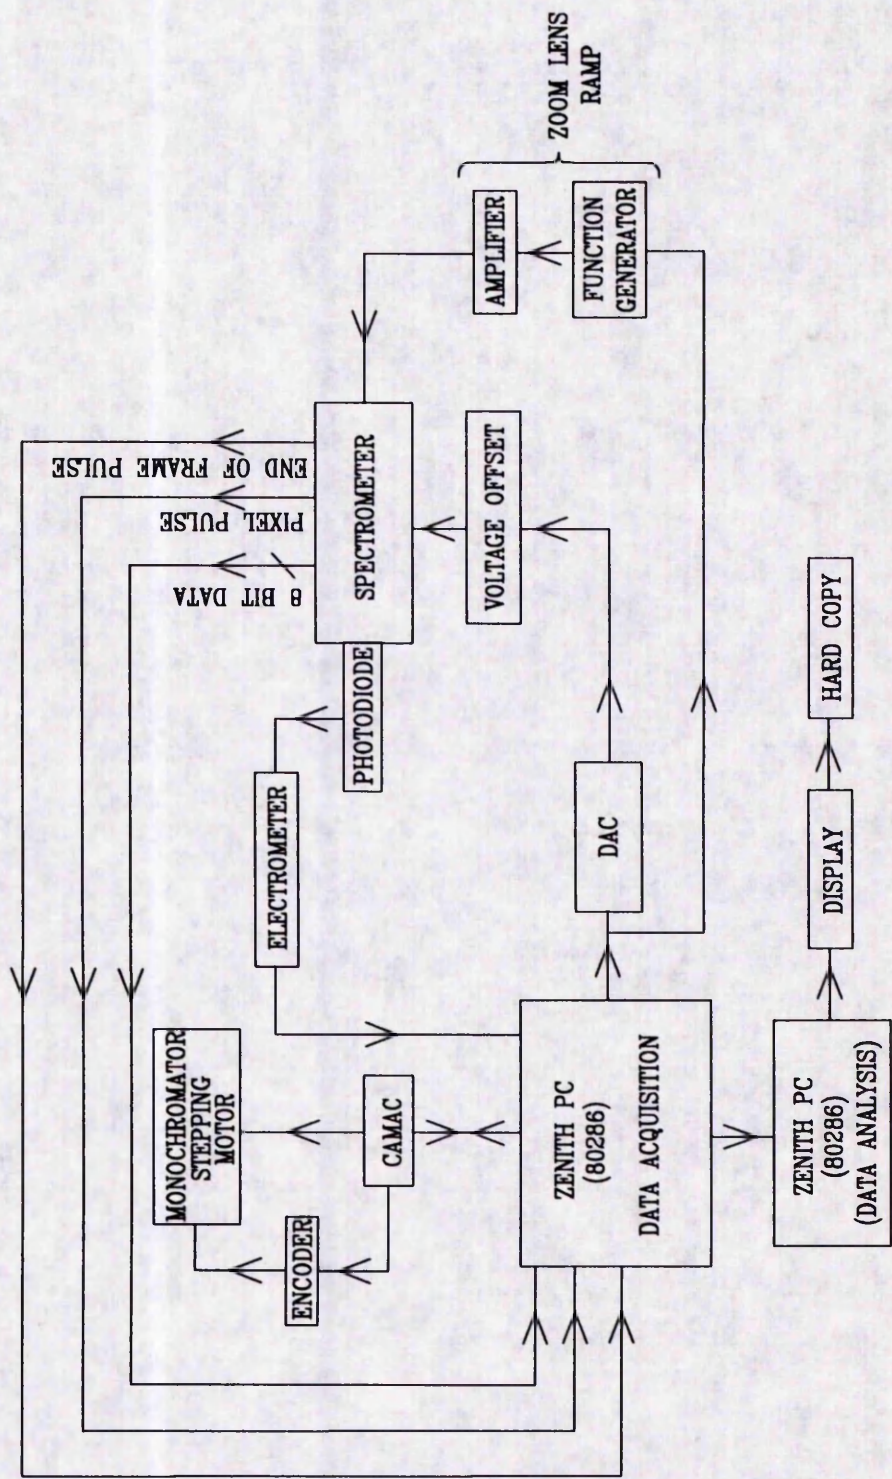 END OF FRAME PULSE
PIXEL PULSE
8 BIT DATA
MONOCHROMATOR
STEPPING
MOTOR
ENCODER
CAMAC
ELECTROMETER
PHOTODIODE
SPECTROMETER
VOLTAGE OFFSET
AMPLIFIER
FUNCTION
GENERATOR
ZOOM LENS
RAMP
ZENITH PC
(80286)
DATA ACQUISITION
DAC
ZENITH PC
(80286)
(DATA ANALYSIS)
DISPLAY
HARD COPY